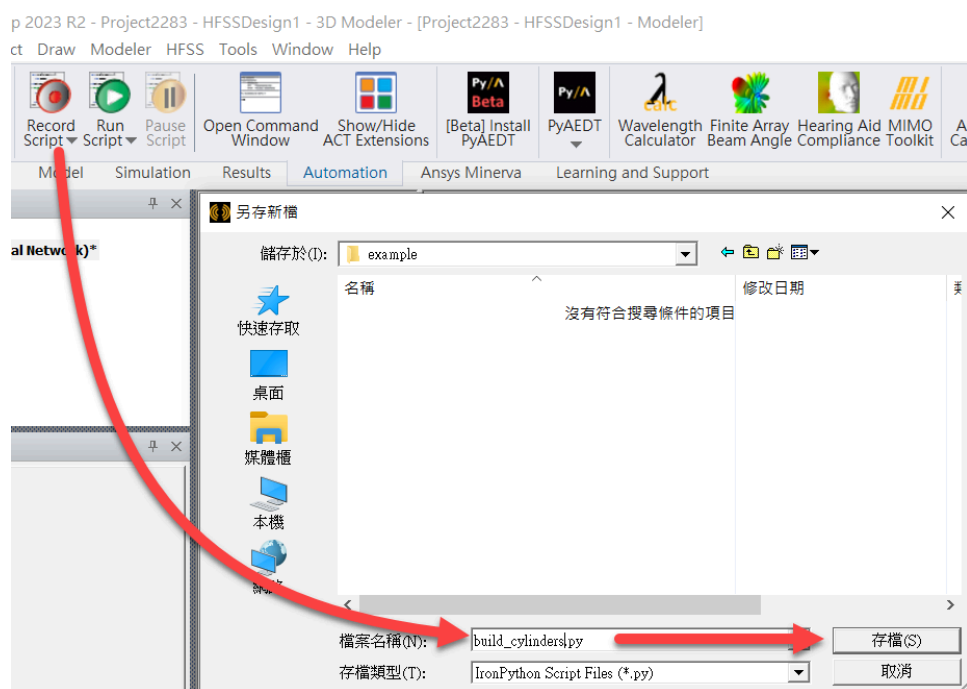 p 2023 R2 - Project2283 - HFSSDesign1 - 3D Modeler - [Project2283 - HFSSDesign1 - Modeler]
ct Draw Modeler HFSS Tools Window Help
Py/Λ
Beta
Py/Λ
calc
Record Script
Run Script
Pause Script
Open Command Window
Show/Hide ACT Extensions
[Beta] Install PyAEDT
PyAEDT
Wavelength Calculator
Finite Array Beam Angle
Hearing Aid Compliance
MIMO Toolkit
A
Ca
Model Simulation Results Automation Ansys Minerva Learning and Support
al Network)*
另存新檔
儲存於(I): example
名稱 修改日期
沒有符合搜尋條件的項目
快速存取
桌面
媒體櫃
本機
檔案名稱(N): build_cylinders.py 存檔(S)
存檔類型(T): IronPython Script Files (*.py) 取消